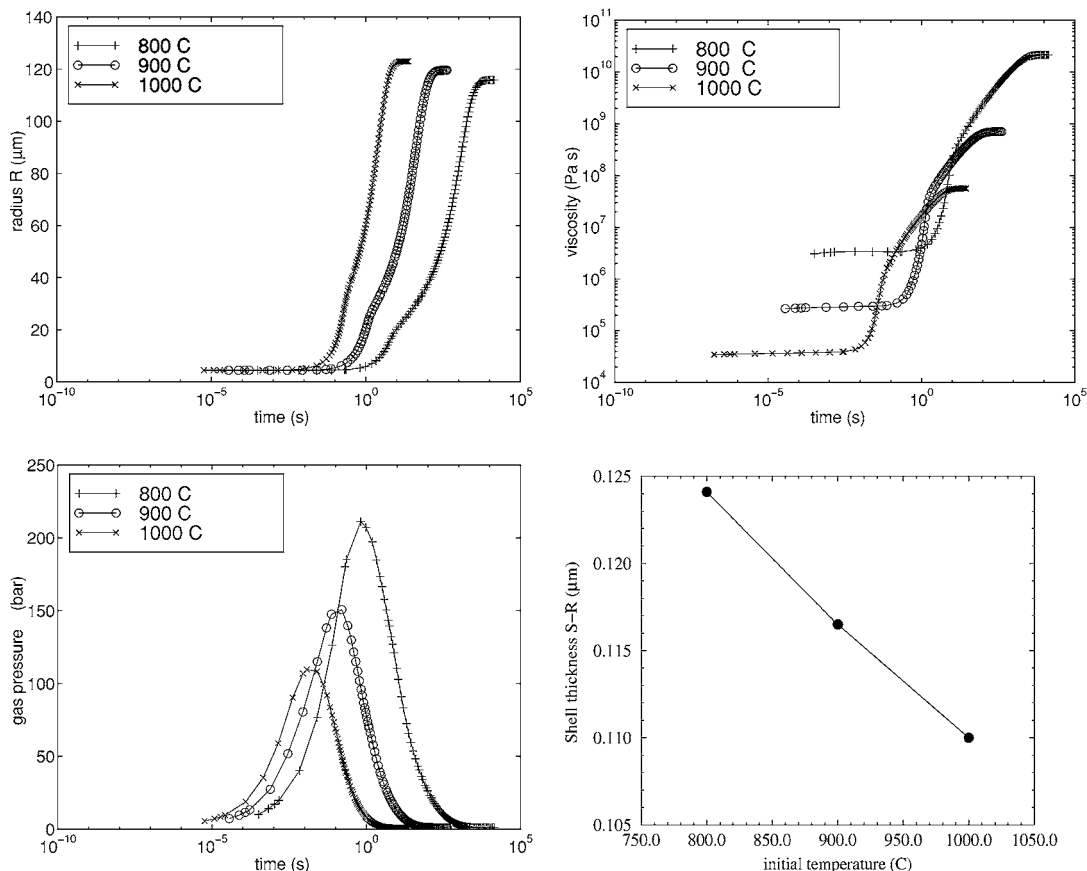 140
120
100
80
60
40
20
0
radius R (µm)
800 C
900 C
1000 C
10^-10
10^-5
10^0
10^5
time (s)
10^11
10^10
10^9
10^8
10^7
10^6
10^5
10^4
viscosity (Pa s)
800 C
900 C
1000 C
10^-10
10^-5
10^0
10^5
time (s)
250
200
150
100
50
0
gas pressure (bar)
800 C
900 C
1000 C
10^-10
10^-5
10^0
10^5
time (s)
0.125
0.120
0.115
0.110
0.105
Shell thickness S−R (µm)
750.0 800.0 850.0 900.0 950.0 1000.0 1050.0
initial temperature (C)